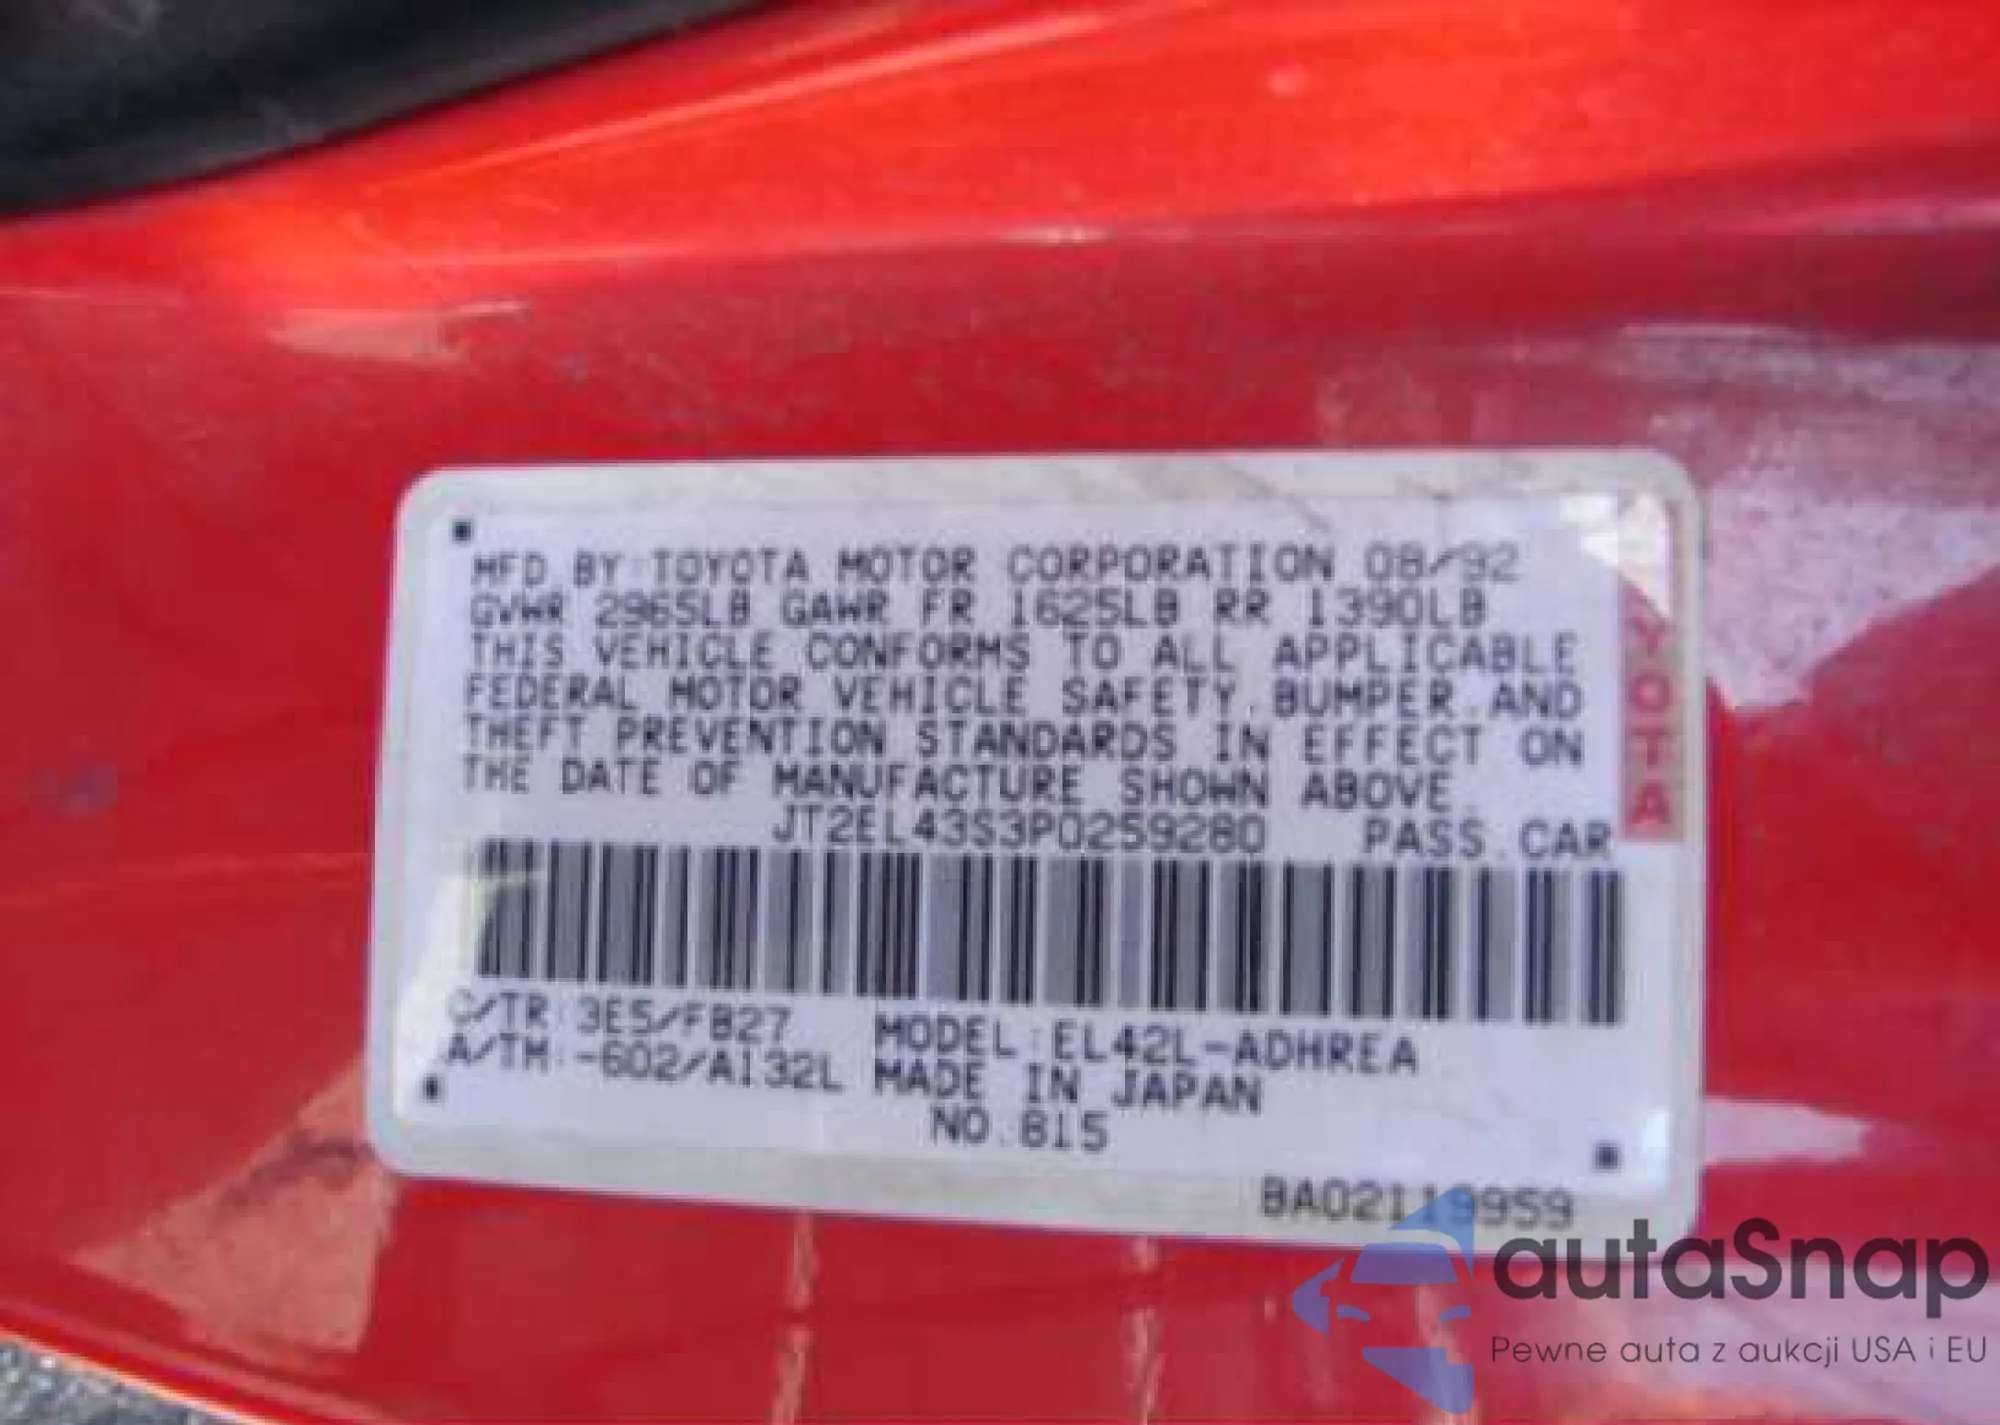 MFD. BY: TOYOTA MOTOR CORPORATION 08/92
GVWR 2965LB GAWR FR 1625LB RR 1390LB
THIS VEHICLE CONFORMS TO ALL APPLICABLE
FEDERAL MOTOR VEHICLE SAFETY, BUMPER, AND
THEFT PREVENTION STANDARDS IN EFFECT ON
THE DATE OF MANUFACTURE SHOWN ABOVE.
JT2EL43S3P0259280 PASS. CAR
C/TR: 3E5/FB27 MODEL: EL42L-ADHREA
A/TM: -602/A132L MADE IN JAPAN
NO. 815
BA02119959
YOTA
autaSnap
Pewne auta z aukcji USA i EU